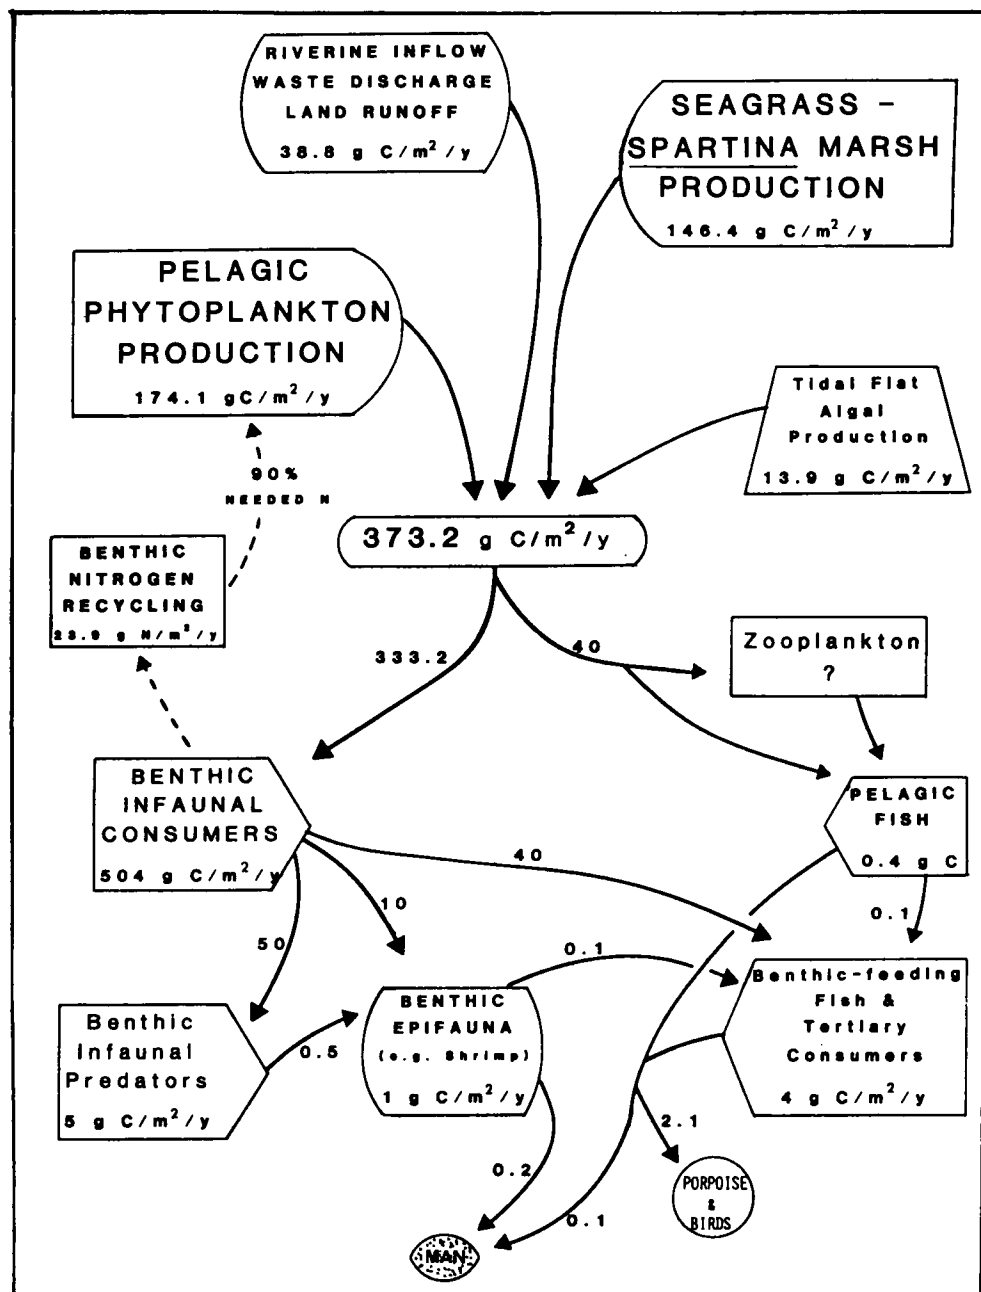 RIVERINE INFLOW
WASTE DISCHARGE
LAND RUNOFF
38.8 g C/m²/y
SEAGRASS –
SPARTINA MARSH
PRODUCTION
146.4 g C/m²/y
PELAGIC
PHYTOPLANKTON
PRODUCTION
174.1 gC/m²/y
Tidal Flat
Algal
Production
13.9 g C/m²/y
90%
NEEDED N
373.2 g C/m²/y
BENTHIC
NITROGEN
RECYCLING
23.9 g N/m²/y
333.2
40
Zooplankton
?
BENTHIC
INFAUNAL
CONSUMERS
504 g C/m²/y
PELAGIC
FISH
0.4 g C
40
10
50
0.1
0.1
Benthic
Infaunal
Predators
5 g C/m²/y
0.5
BENTHIC
EPIFAUNA
(e.g. Shrimp)
1 g C/m²/y
Benthic-feeding
Fish &
Tertiary
Consumers
4 g C/m²/y
2.1
0.2
0.1
PORPOISE
&
BIRDS
MAN